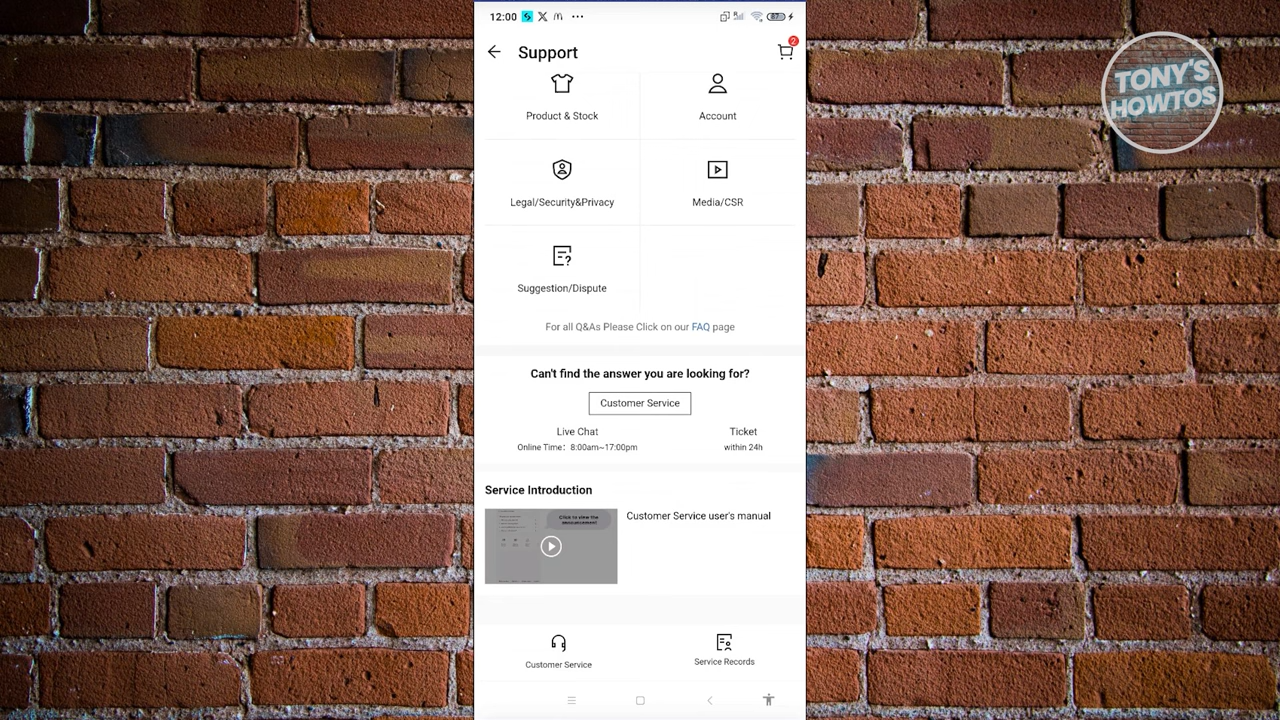 12:00
Support
2
TONY'S
HOWTOS
Product & Stock
Account
Legal/Security&Privacy
Media/CSR
Suggestion/Dispute
For all Q&As Please Click on our FAQ page
Can't find the answer you are looking for?
Customer Service
Live Chat
Ticket
Online Time: 8:00am~17:00pm
within 24h
Service Introduction
Click to view the
Customer Service user's manual
Customer Service
Service Records